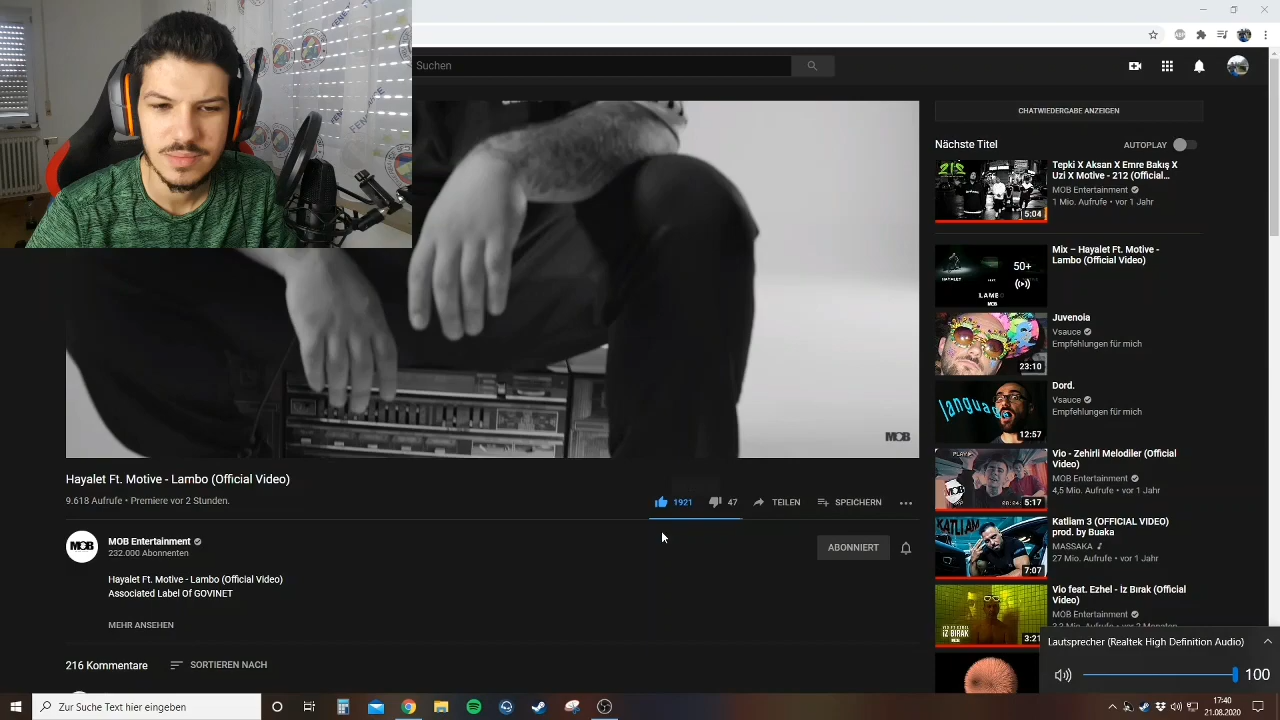 Suchen
CHATWIEDERGABE ANZEIGEN
Nächste Titel
AUTOPLAY
Tepki X Aksan X Emre Bakış X
Uzi X Motive - 212 (Official...
MOB Entertainment
1 Mio. Aufrufe • vor 1 Jahr
5:04
Mix – Hayalet Ft. Motive -
Lambo (Official Video)
50+
Juvenoia
Vsauce
Empfehlungen für mich
23:10
Dord.
Vsauce
Empfehlungen für mich
12:57
Vio - Zehirli Melodiler (Official
Video)
MOB Entertainment
4,5 Mio. Aufrufe • vor 1 Jahr
5:17
Katliam 3 (OFFICIAL VIDEO)
prod. by Buaka
MASSAKA
27 Mio. Aufrufe • vor 1 Jahr
7:07
Vio feat. Ezhel - Iz Bırak (Official
Video)
MOB Entertainment
3:21
MOB
Hayalet Ft. Motive - Lambo (Official Video)
9.618 Aufrufe • Premiere vor 2 Stunden.
1921
47
TEILEN
SPEICHERN
MOB
MOB Entertainment
232.000 Abonnenten
ABONNIERT
Hayalet Ft. Motive - Lambo (Official Video)
Associated Label Of GOVINET
MEHR ANSEHEN
216 Kommentare
SORTIEREN NACH
Lautsprecher (Realtek High Definition Audio)
100
Zur Suche Text hier eingeben
17:40
21.08.2020